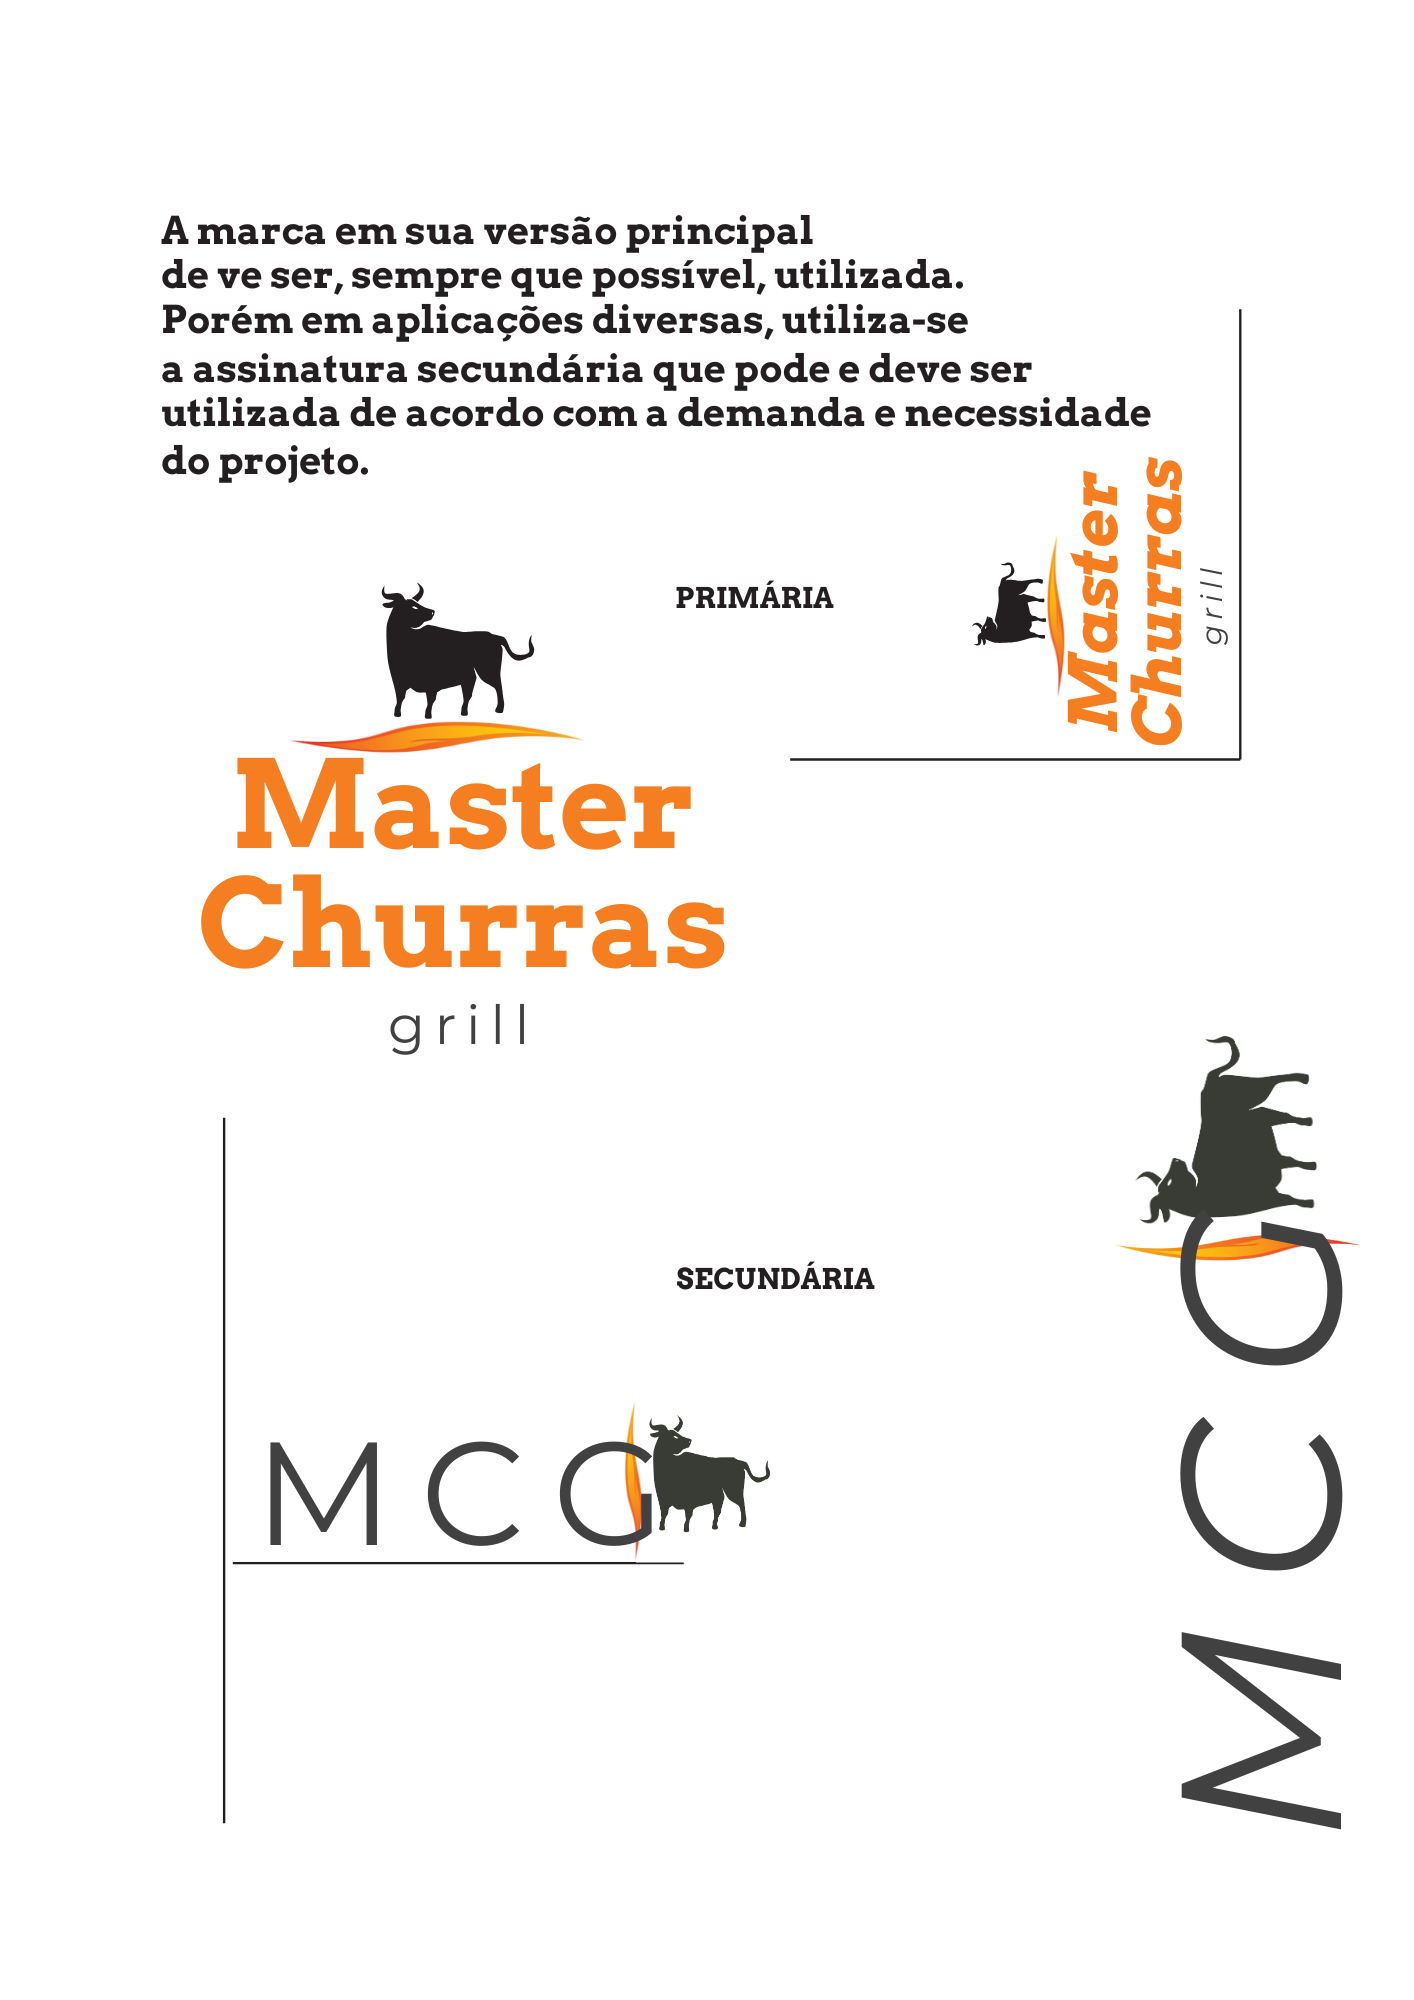 A marca em sua versão principal
de ve ser, sempre que possível, utilizada.
Porém em aplicações diversas, utiliza-se
a assinatura secundária que pode e deve ser
utilizada de acordo com a demanda e necessidade
do projeto.
PRIMÁRIA
Master
Churras
grill
Master
Churras
grill
SECUNDÁRIA
M C G
M C G